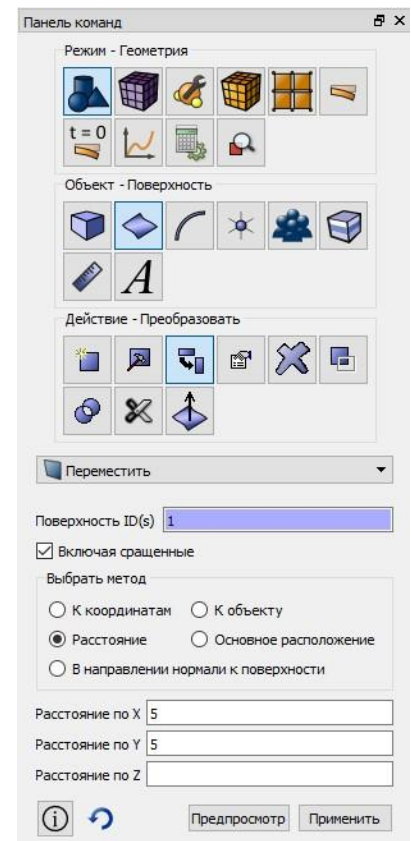 Панель команд
Режим - Геометрия
t = 0
Объект - Поверхность
A
Действие - Преобразовать
Переместить
Поверхность ID(s) 1
Включая сращенные
Выбрать метод
К координатам К объекту
Расстояние Основное расположение
В направлении нормали к поверхности
Расстояние по X 5
Расстояние по Y 5
Расстояние по Z
i
Предпросмотр Применить